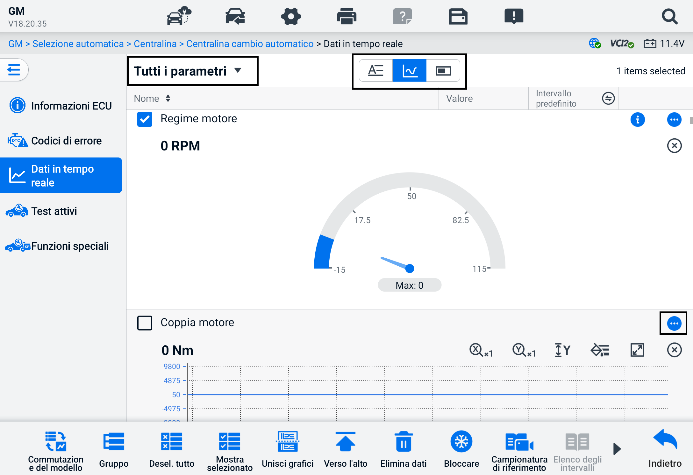 GM
V18.20.35
GM > Selezione automatica > Centralina > Centralina cambio automatico > Dati in tempo reale
VCI2
11.4V
Tutti i parametri
A
1 items selected
Nome
Valore
Intervallo
predefinito
Informazioni ECU
Codici di errore
Dati in tempo
reale
Test attivi
Funzioni speciali
Regime motore
0 RPM
50
17.5
82.5
-15
115
Max: 0
Coppia motore
0 Nm
X ×1
Y ×1
Y
9800
4875
50
4975
Commutazion
e del modello
Gruppo
Desel. tutto
Mostra
selezionato
Unisci grafici
Verso l'alto
Elimina dati
Bloccare
Campionatura
di riferimento
Elenco degli
intervalli
Indietro